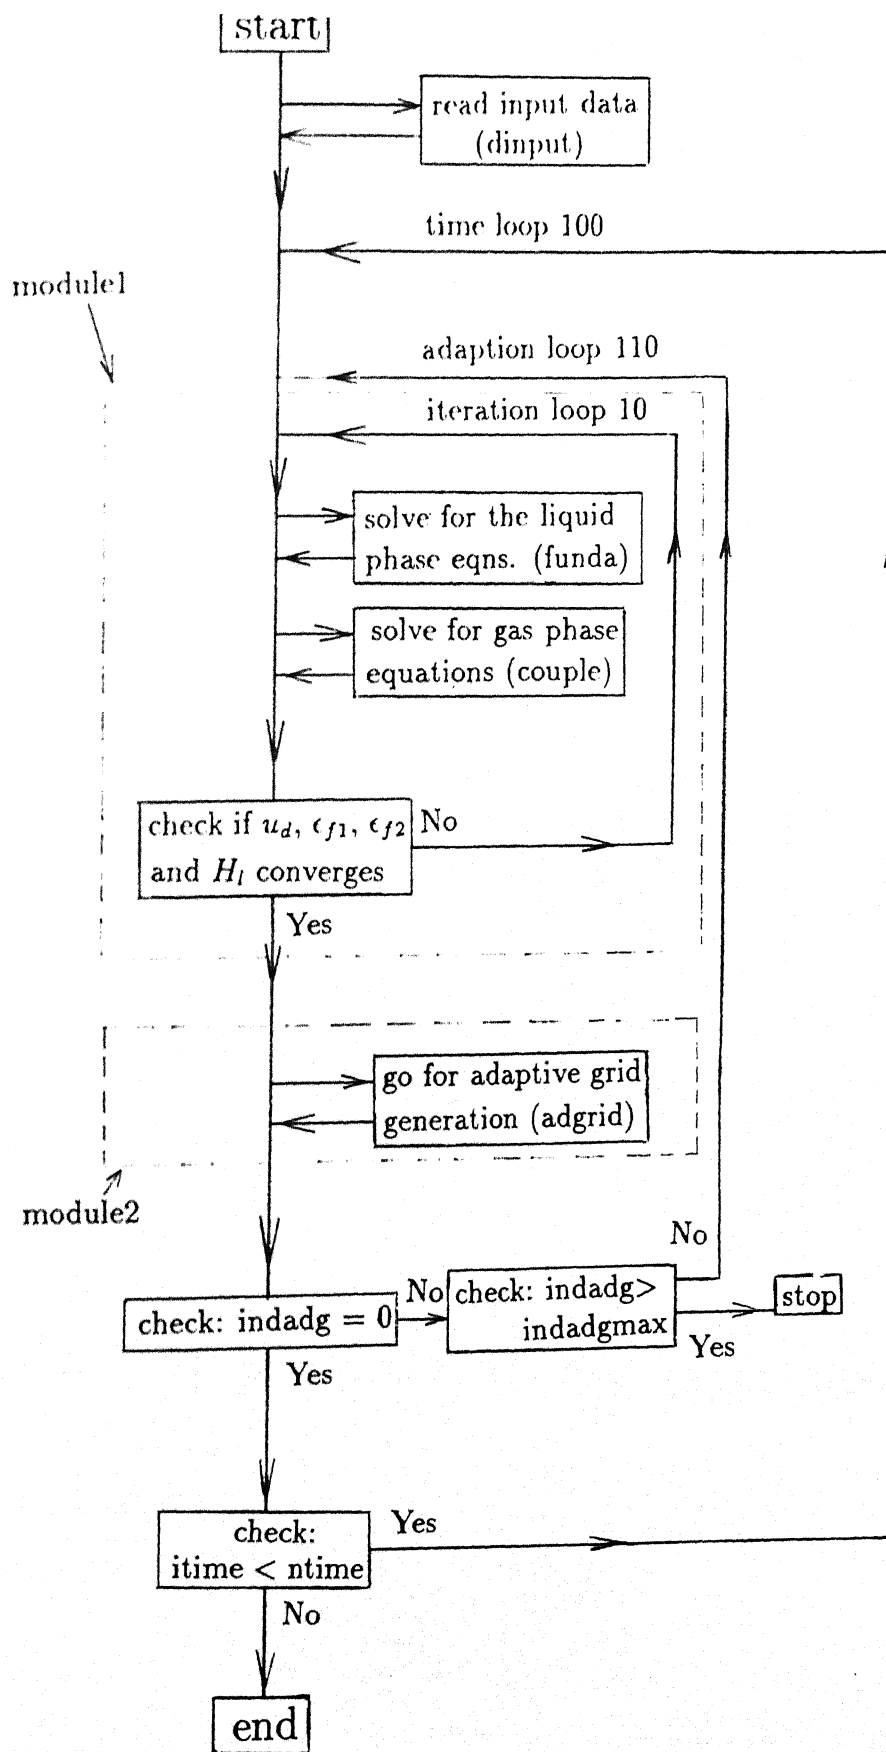 start
read input data
(dinput)
time loop 100
module1
adaption loop 110
iteration loop 10
solve for the liquid
phase eqns. (funda)
solve for gas phase
equations (couple)
check if u_d, ϵ_f1, ϵ_f2
No
and H_l converges
Yes
go for adaptive grid
generation (adgrid)
module2
No
No
check: indadg>
indadgmax
stop
check: indadg = 0
Yes
Yes
check:
itime < ntime
Yes
No
end